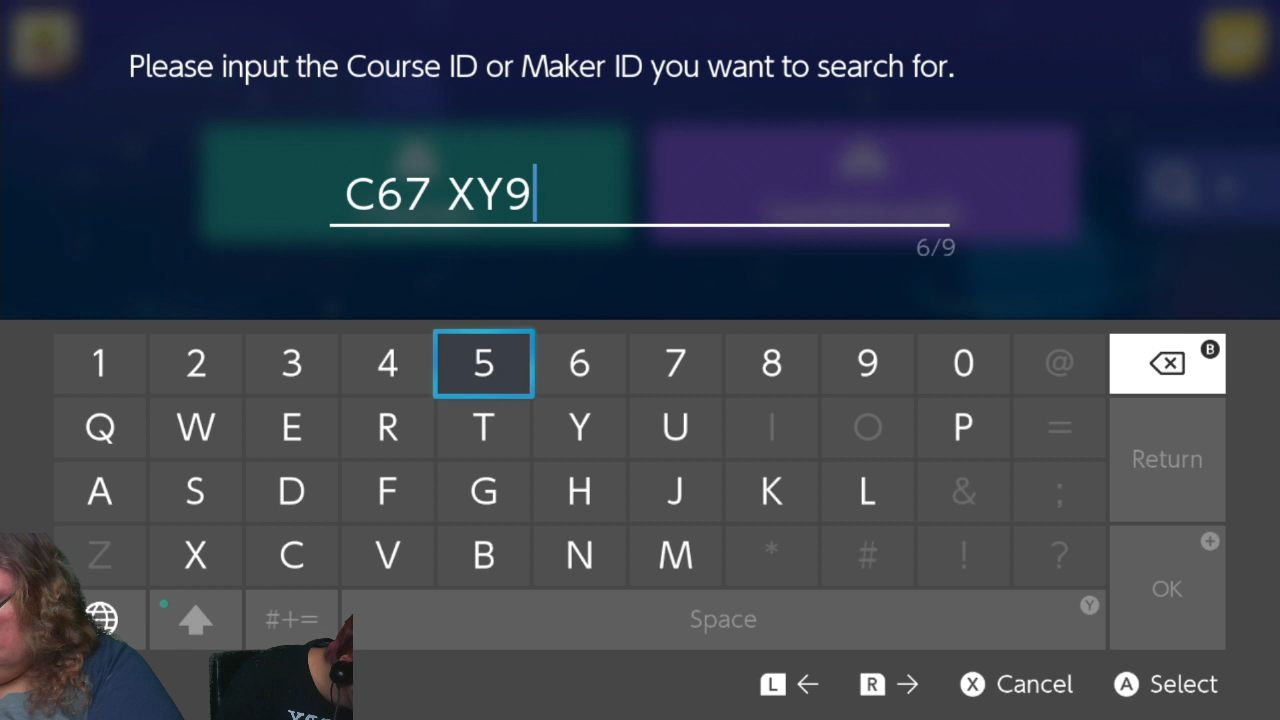 Please input the Course ID or Maker ID you want to search for.
C67 XY9
6/9
1 2 3 4 5 6 7 8 9 0 @ B
Q W E R T Y U I O P =
Return
A S D F G H J K L & ;
Z X C V B N M * # ! ?
+
OK
#+= Space Y
L ← R → X Cancel A Select